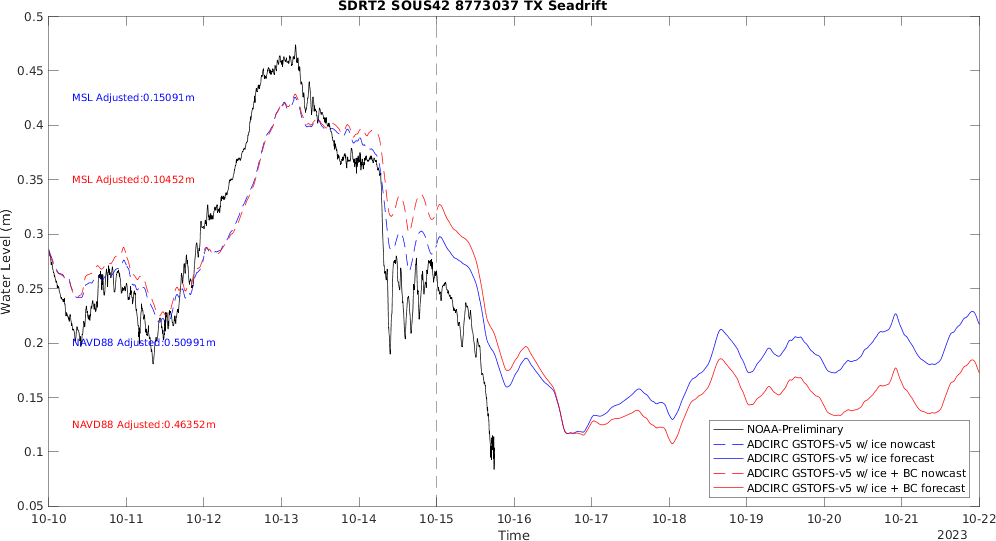 SDRT2 SOUS42 8773037 TX Seadrift
0.5
0.45
0.4
0.35
0.3
0.25
0.2
0.15
0.1
0.05
Water Level (m)
MSL Adjusted:0.15091m
MSL Adjusted:0.10452m
NAVD88 Adjusted:0.50991m
NAVD88 Adjusted:0.46352m
NOAA-Preliminary
ADCIRC GSTOFS-v5 w/ ice nowcast
ADCIRC GSTOFS-v5 w/ ice forecast
ADCIRC GSTOFS-v5 w/ ice + BC nowcast
ADCIRC GSTOFS-v5 w/ ice + BC forecast
10-10 10-11 10-12 10-13 10-14 10-15 10-16 10-17 10-18 10-19 10-20 10-21 10-22
Time
2023